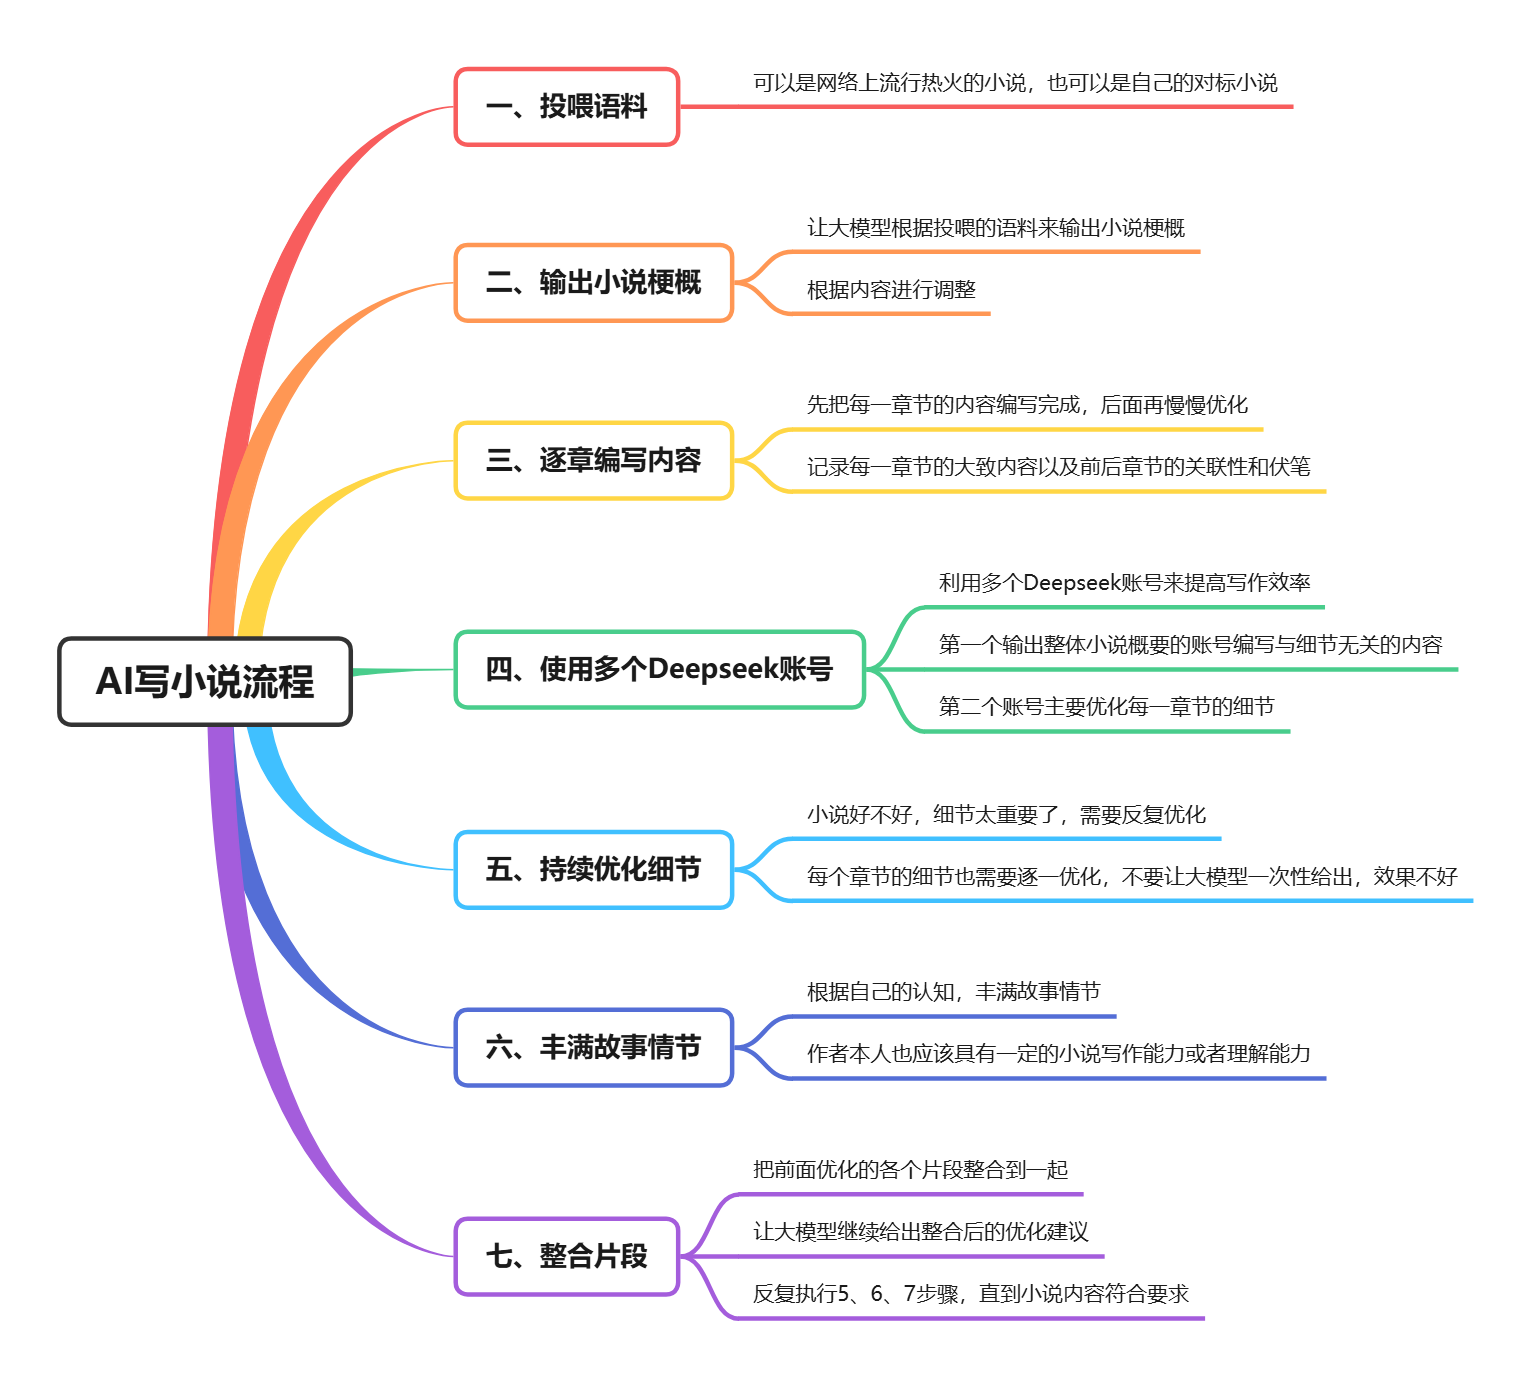 AI写小说流程
一、投喂语料
可以是网络上流行热火的小说，也可以是自己的对标小说
二、输出小说梗概
让大模型根据投喂的语料来输出小说梗概
根据内容进行调整
三、逐章编写内容
先把每一章节的内容编写完成，后面再慢慢优化
记录每一章节的大致内容以及前后章节的关联性和伏笔
四、使用多个Deepseek账号
利用多个Deepseek账号来提高写作效率
第一个输出整体小说概要的账号编写与细节无关的内容
第二个账号主要优化每一章节的细节
五、持续优化细节
小说好不好，细节太重要了，需要反复优化
每个章节的细节也需要逐一优化，不要让大模型一次性给出，效果不好
六、丰满故事情节
根据自己的认知，丰满故事情节
作者本人也应该具有一定的小说写作能力或者理解能力
七、整合片段
把前面优化的各个片段整合到一起
让大模型继续给出整合后的优化建议
反复执行5、6、7步骤，直到小说内容符合要求